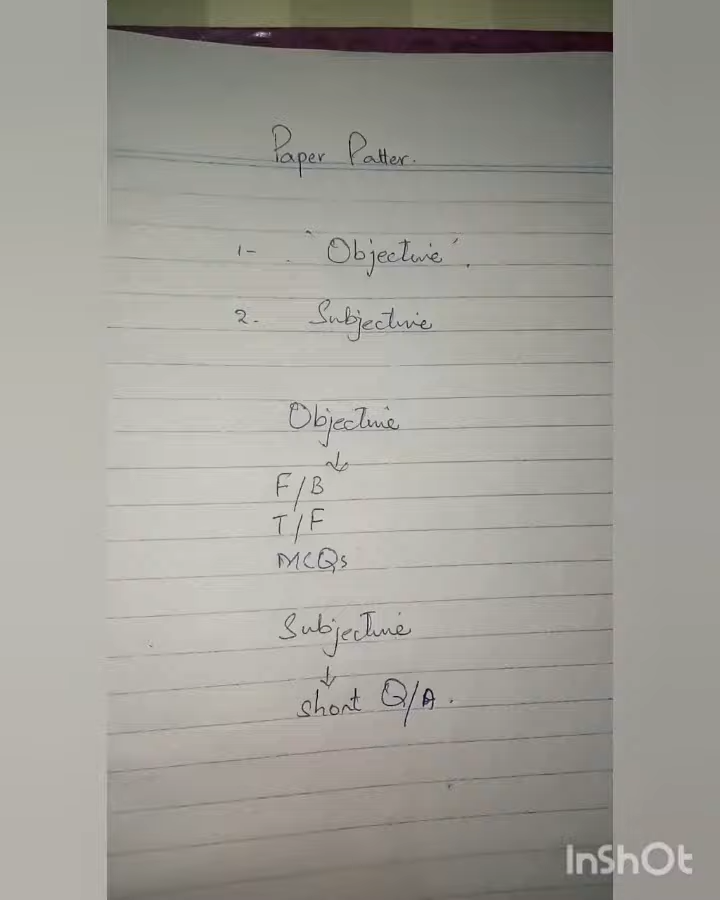 Paper Patter.
1- "Objective".
2- Subjective
Objective
↓
F/B
T/F
MCQs
Subjective
↓
short Q/A.
InShOt